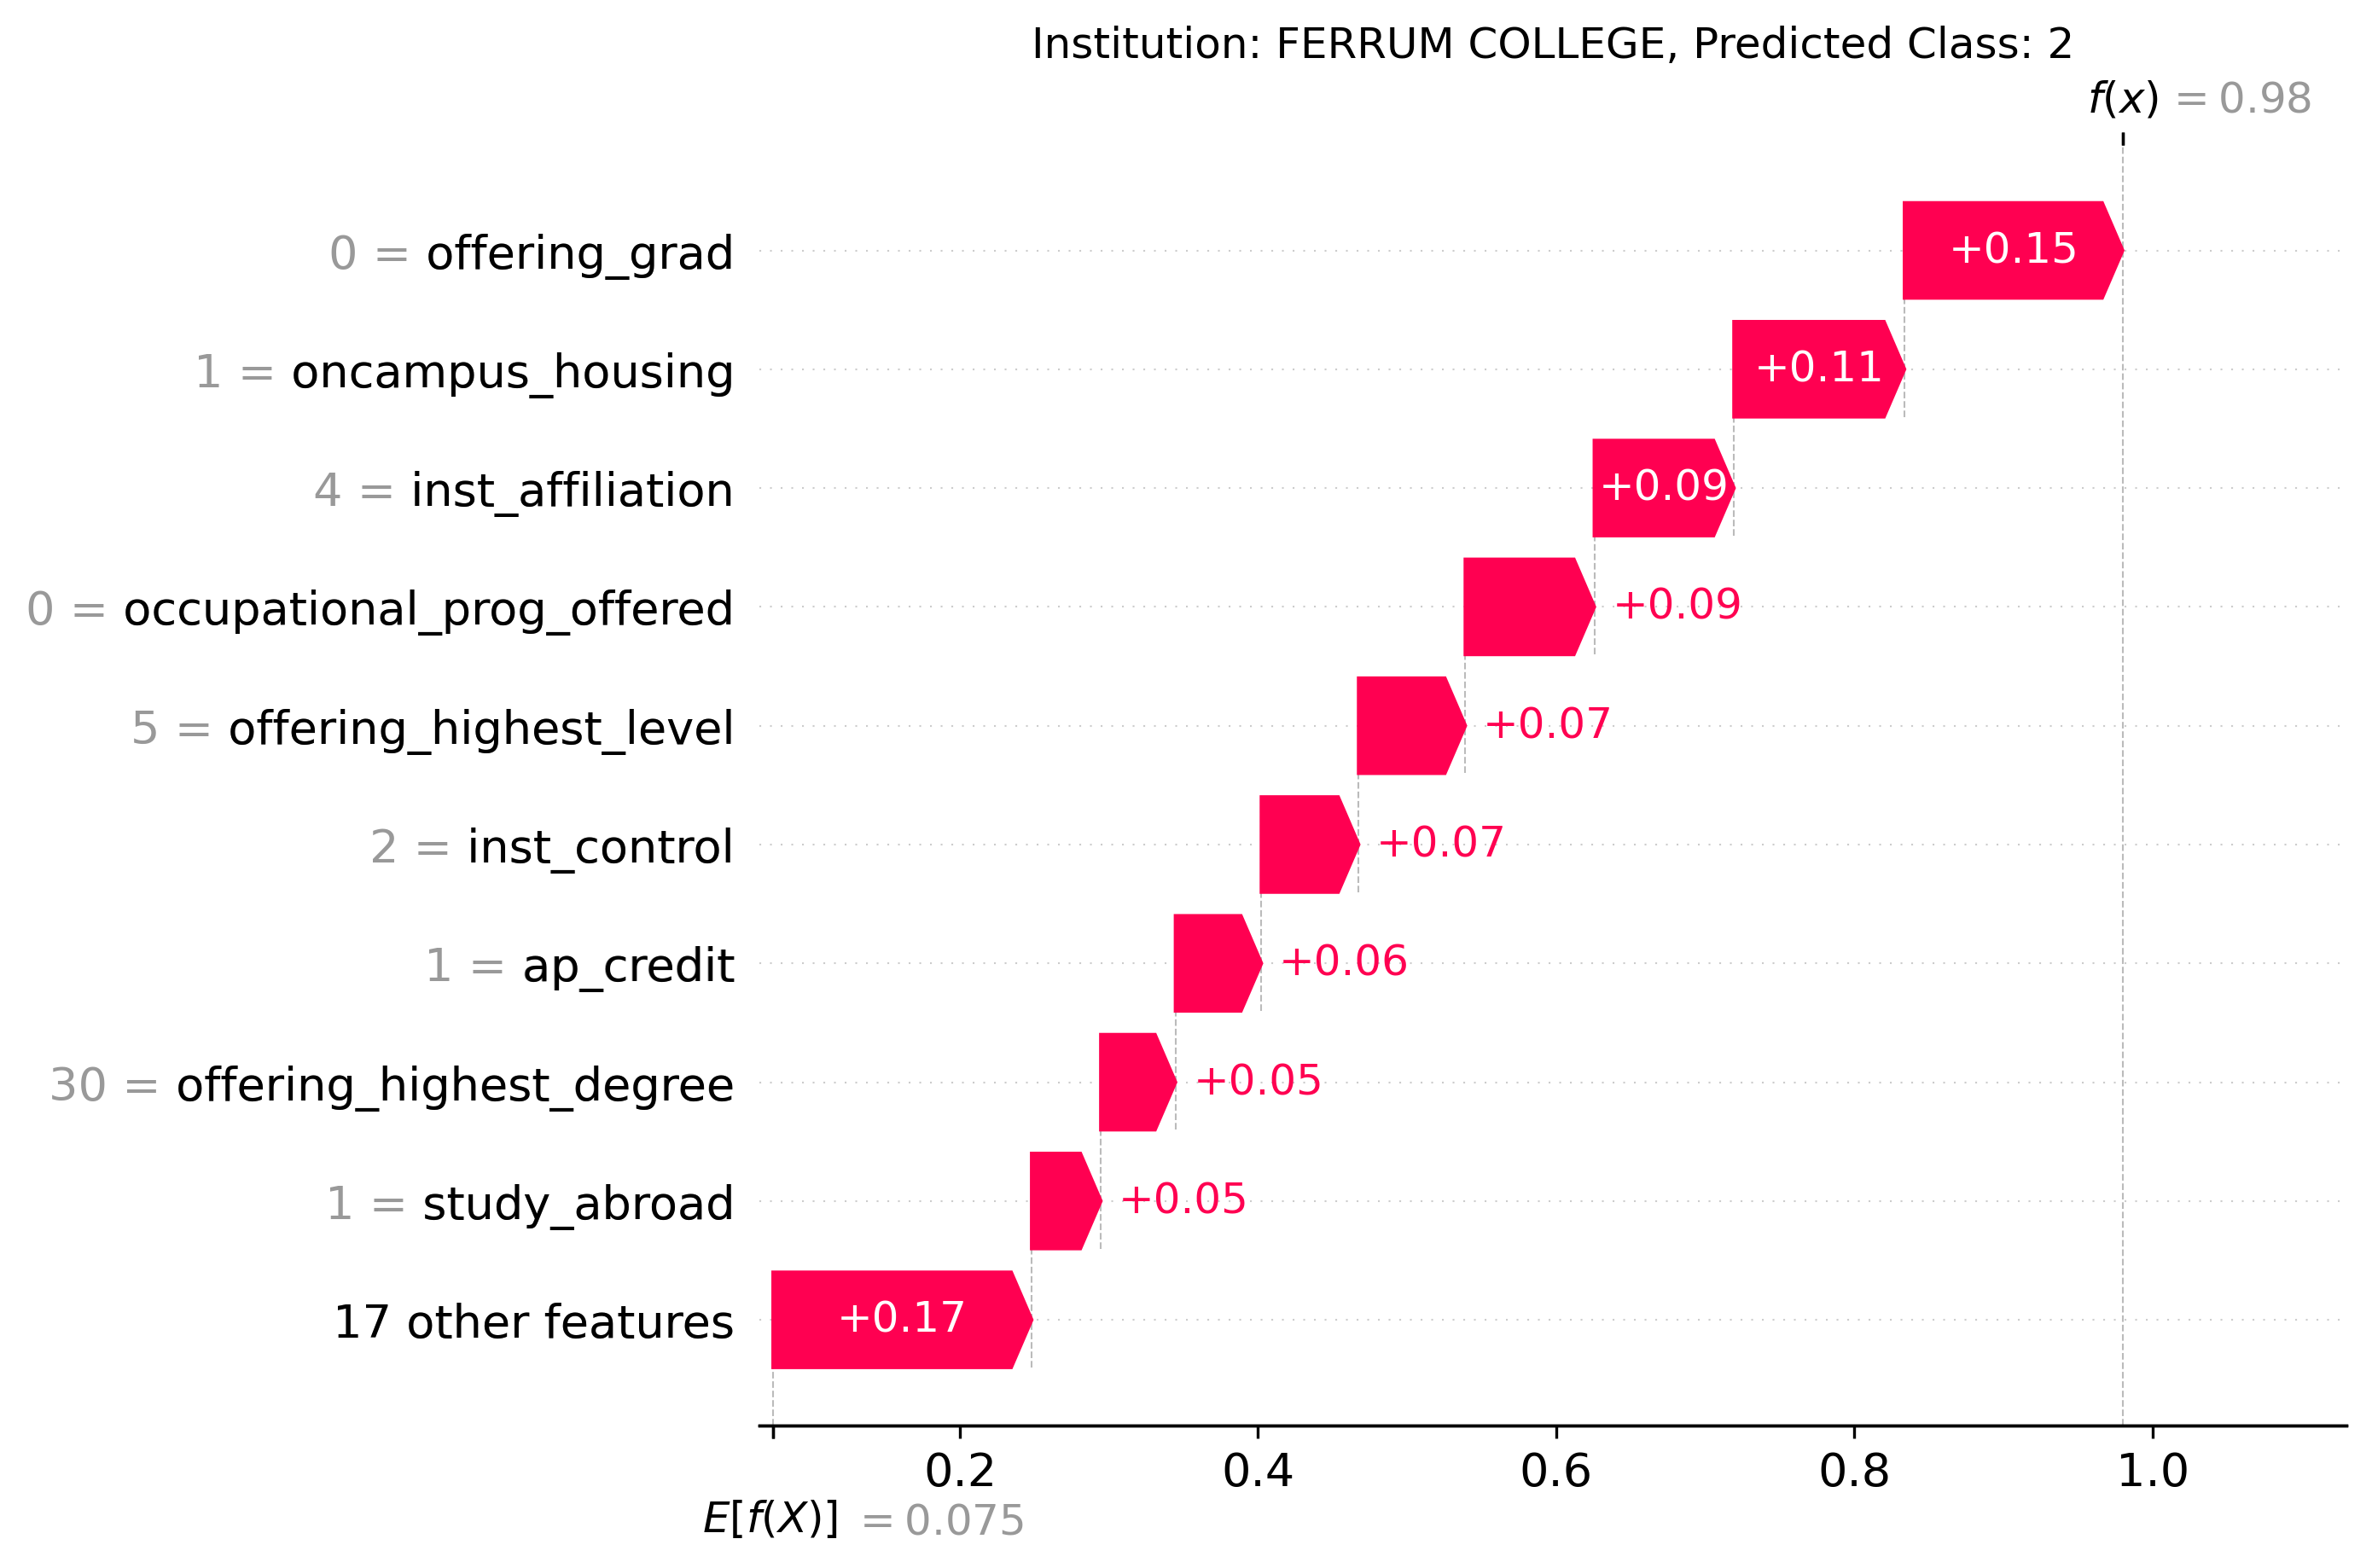 Institution: FERRUM COLLEGE, Predicted Class: 2
f(x) = 0.98
0 = offering_grad +0.15
1 = oncampus_housing +0.11
4 = inst_affiliation +0.09
0 = occupational_prog_offered +0.09
5 = offering_highest_level +0.07
2 = inst_control +0.07
1 = ap_credit +0.06
30 = offering_highest_degree +0.05
1 = study_abroad +0.05
17 other features +0.17
0.2 0.4 0.6 0.8 1.0
E[f(X)] = 0.075